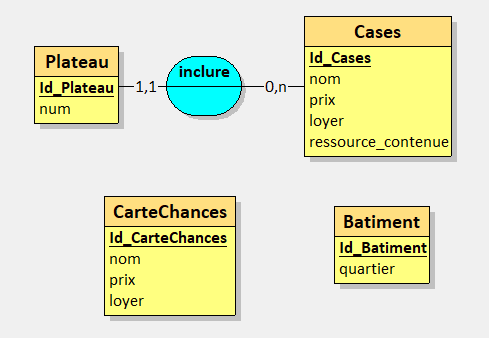 Plateau
Id_Plateau
num
1,1
inclure
0,n
Cases
Id_Cases
nom
prix
loyer
ressource_contenue
CarteChances
Id_CarteChances
nom
prix
loyer
Batiment
Id_Batiment
quartier